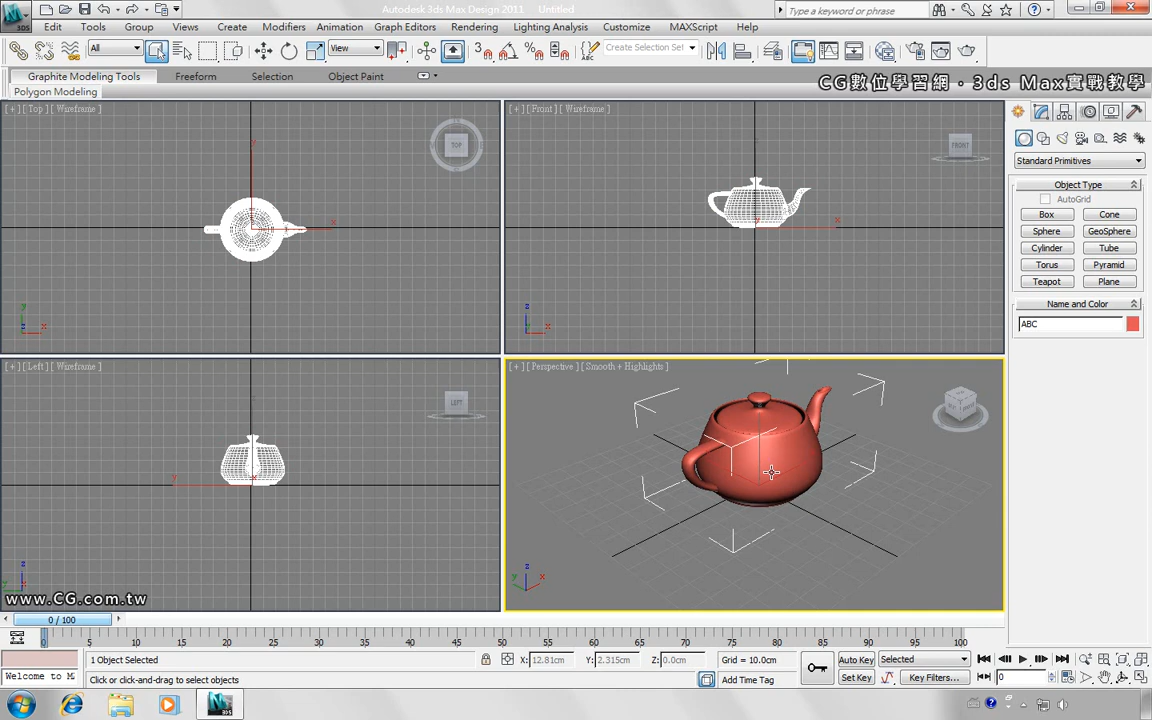 Autodesk 3ds Max Design 2011 Untitled
Type a keyword or phrase
Edit Tools Group Views Create Modifiers Animation Graph Editors Rendering Lighting Analysis Customize MAXScript Help
All View Create Selection Set
Graphite Modeling Tools Freeform Selection Object Paint
Polygon Modeling
CG數位學習網・3ds Max實戰教學
[ + ] [ Top ] [ Wireframe ]
TOP
[ + ] [ Front ] [ Wireframe ]
FRONT
Standard Primitives
Object Type
AutoGrid
Box Cone
Sphere GeoSphere
Cylinder Tube
Torus Pyramid
Teapot Plane
Name and Color
ABC
[ + ] [ Left ] [ Wireframe ]
LEFT
[ + ] [ Perspective ] [ Smooth + Highlights ]
www.CG.com.tw
0 / 100
0 5 10 15 20 25 30 35 40 45 50 55 60 65 70 75 80 85 90 95 100
1 Object Selected X: 12.81cm Y: 2.315cm Z: 0.0cm Grid = 10.0cm Auto Key Selected
Welcome to M Click or click-and-drag to select objects Add Time Tag Set Key Key Filters... 0